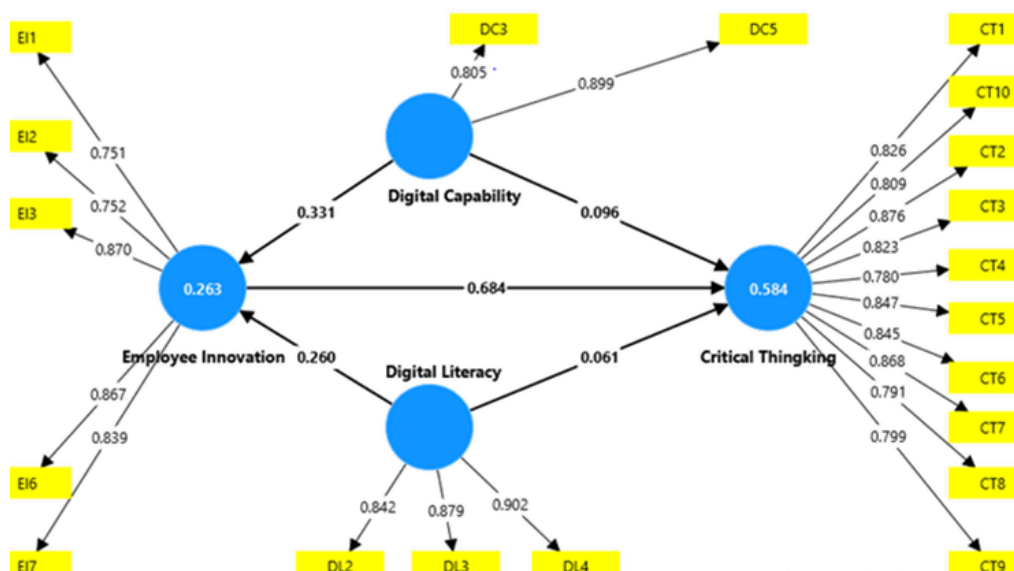 EI1
DC3
DC5
CT1
0.805
0.899
CT10
EI2
0.751
0.826
CT2
0.809
0.752
Digital Capability
0.876
EI3
0.331
0.096
CT3
0.870
0.823
CT4
0.780
0.263
0.684
0.584
0.847
CT5
0.845
Employee Innovation
0.260
Digital Literacy
0.061
Critical Thingking
0.868
CT6
0.867
0.791
0.839
0.799
CT7
EI6
CT8
0.842
0.879
0.902
EI7
DL2
DL3
DL4
CT9